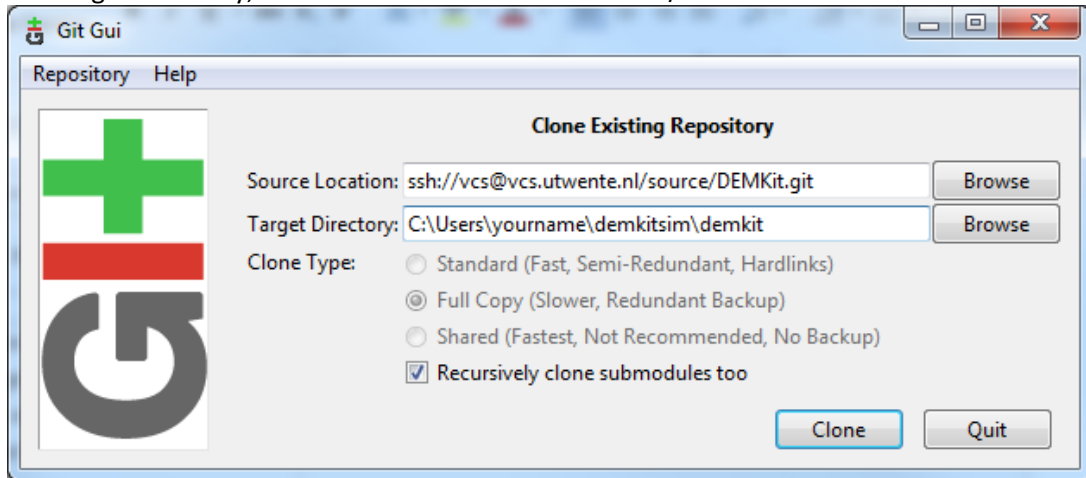 Git Gui
Repository Help
Clone Existing Repository
Source Location: ssh://vcs@vcs.utwente.nl/source/DEMKit.git Browse
Target Directory: C:\Users\yourname\demkitsim\demkit Browse
Clone Type: Standard (Fast, Semi-Redundant, Hardlinks)
Full Copy (Slower, Redundant Backup)
Shared (Fastest, Not Recommended, No Backup)
Recursively clone submodules too
Clone Quit